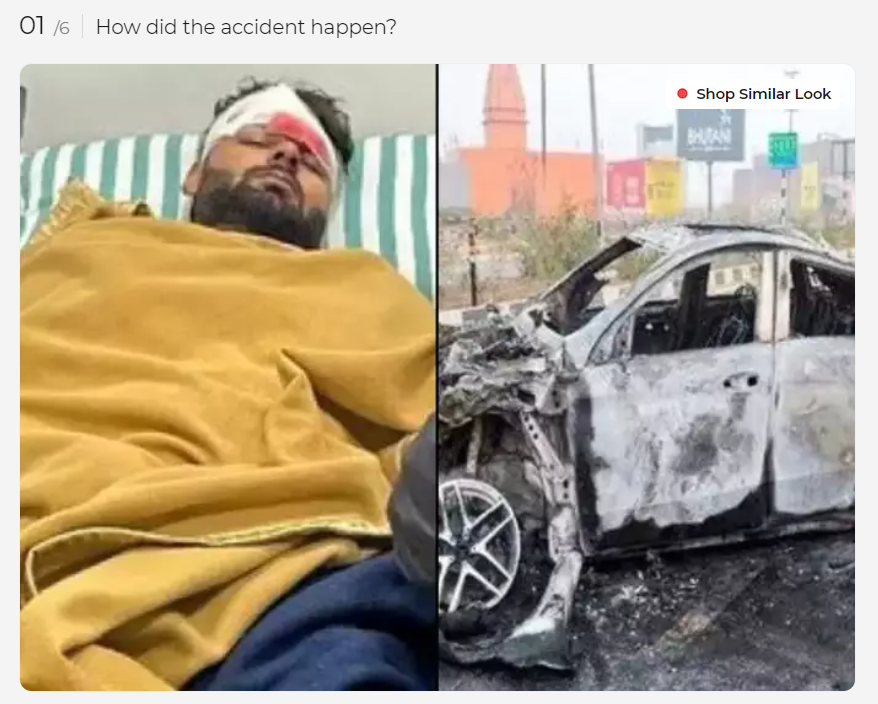 01 /6 How did the accident happen?
Shop Similar Look
BHUTANI